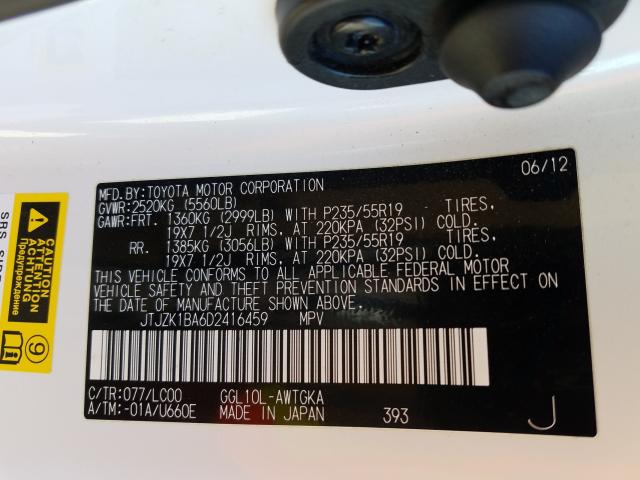 06/12
MFD.BY:TOYOTA MOTOR CORPORATION
GVWR:2520KG (5560LB)
GAWR:FRT. 1360KG (2999LB) WITH P235/55R19 TIRES,
19X7 1/2J RIMS, AT 220KPA (32PSI) COLD.
RR. 1385KG (3056LB) WITH P235/55R19 TIRES,
19X7 1/2J RIMS, AT 220KPA (32PSI) COLD.
THIS VEHICLE CONFORMS TO ALL APPLICABLE FEDERAL MOTOR
VEHICLE SAFETY AND THEFT PREVENTION STANDARDS IN EFFECT ON
THE DATE OF MANUFACTURE SHOWN ABOVE.
JTJZK1BA6D2416459 MPV
C/TR:077/LC00 GGL10L-AWTGKA
A/TM:-01A/U660E MADE IN JAPAN 393
J
CAUTION
ATTENTION
ACHTUNG
Предупреждение
9
SRS SIDE